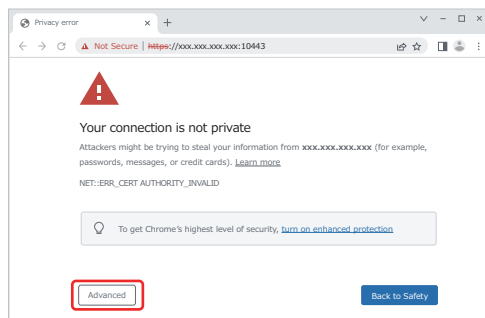 Privacy error
Not Secure | https://xxx.xxx.xxx.xxx:10443
Your connection is not private
Attackers might be trying to steal your information from xxx.xxx.xxx.xxx (for example,
passwords, messages, or credit cards). Learn more
NET::ERR_CERT AUTHORITY_INVALID
To get Chrome's highest level of security, turn on enhanced protection
Advanced
Back to Safety